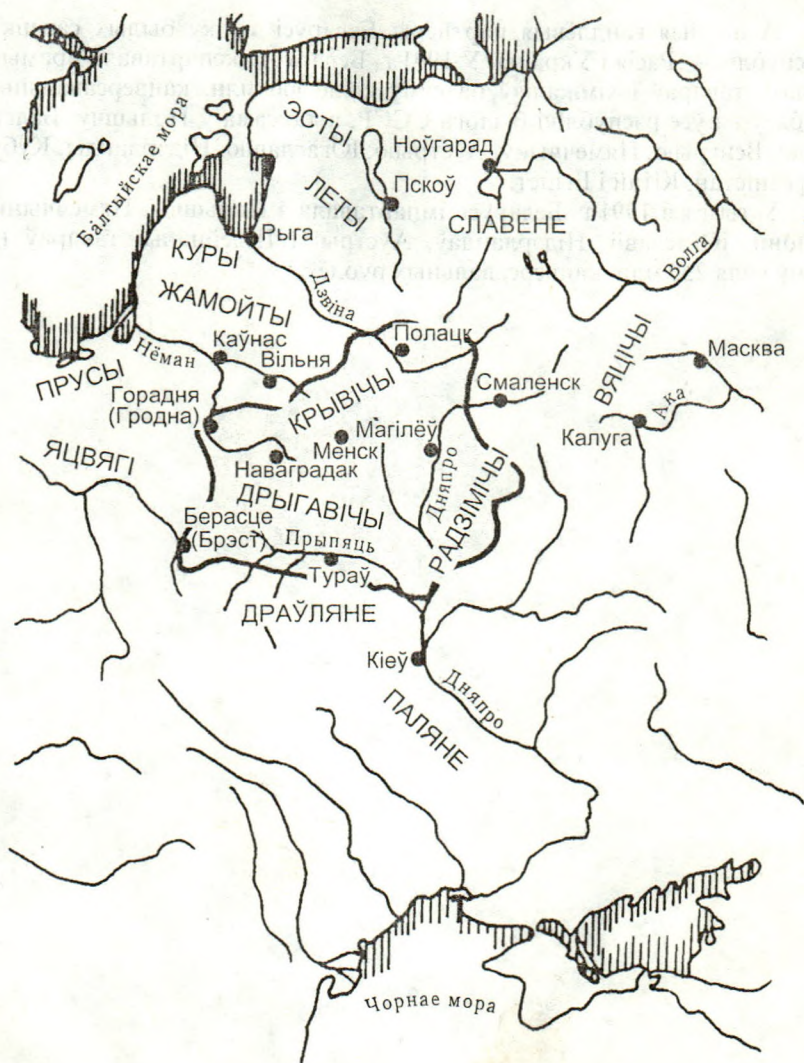 ЭСТЫ
Ноўгарад
Балтыйскае мора
ЛЕТЫ
Пскоў
СЛАВЕНЕ
Рыга
КУРЫ
Волга
Дзвіна
ЖАМОЙТЫ
Полацк
Каўнас
Нёман
Вільня
Масква
ВЯЦІЧЫ
ПРУСЫ
Смаленск
Горадня
(Гродна)
КРЫВІЧЫ
Ака
Магілёў
Менск
Калуга
ЯЦВЯГІ
Наваградак
Дняпро
РАДЗІМІЧЫ
ДРЫГАВІЧЫ
Берасце
(Брэст)
Прыпяць
Тураў
ДРАЎЛЯНЕ
Кіеў
Дняпро
ПАЛЯНЕ
Чорнае мора